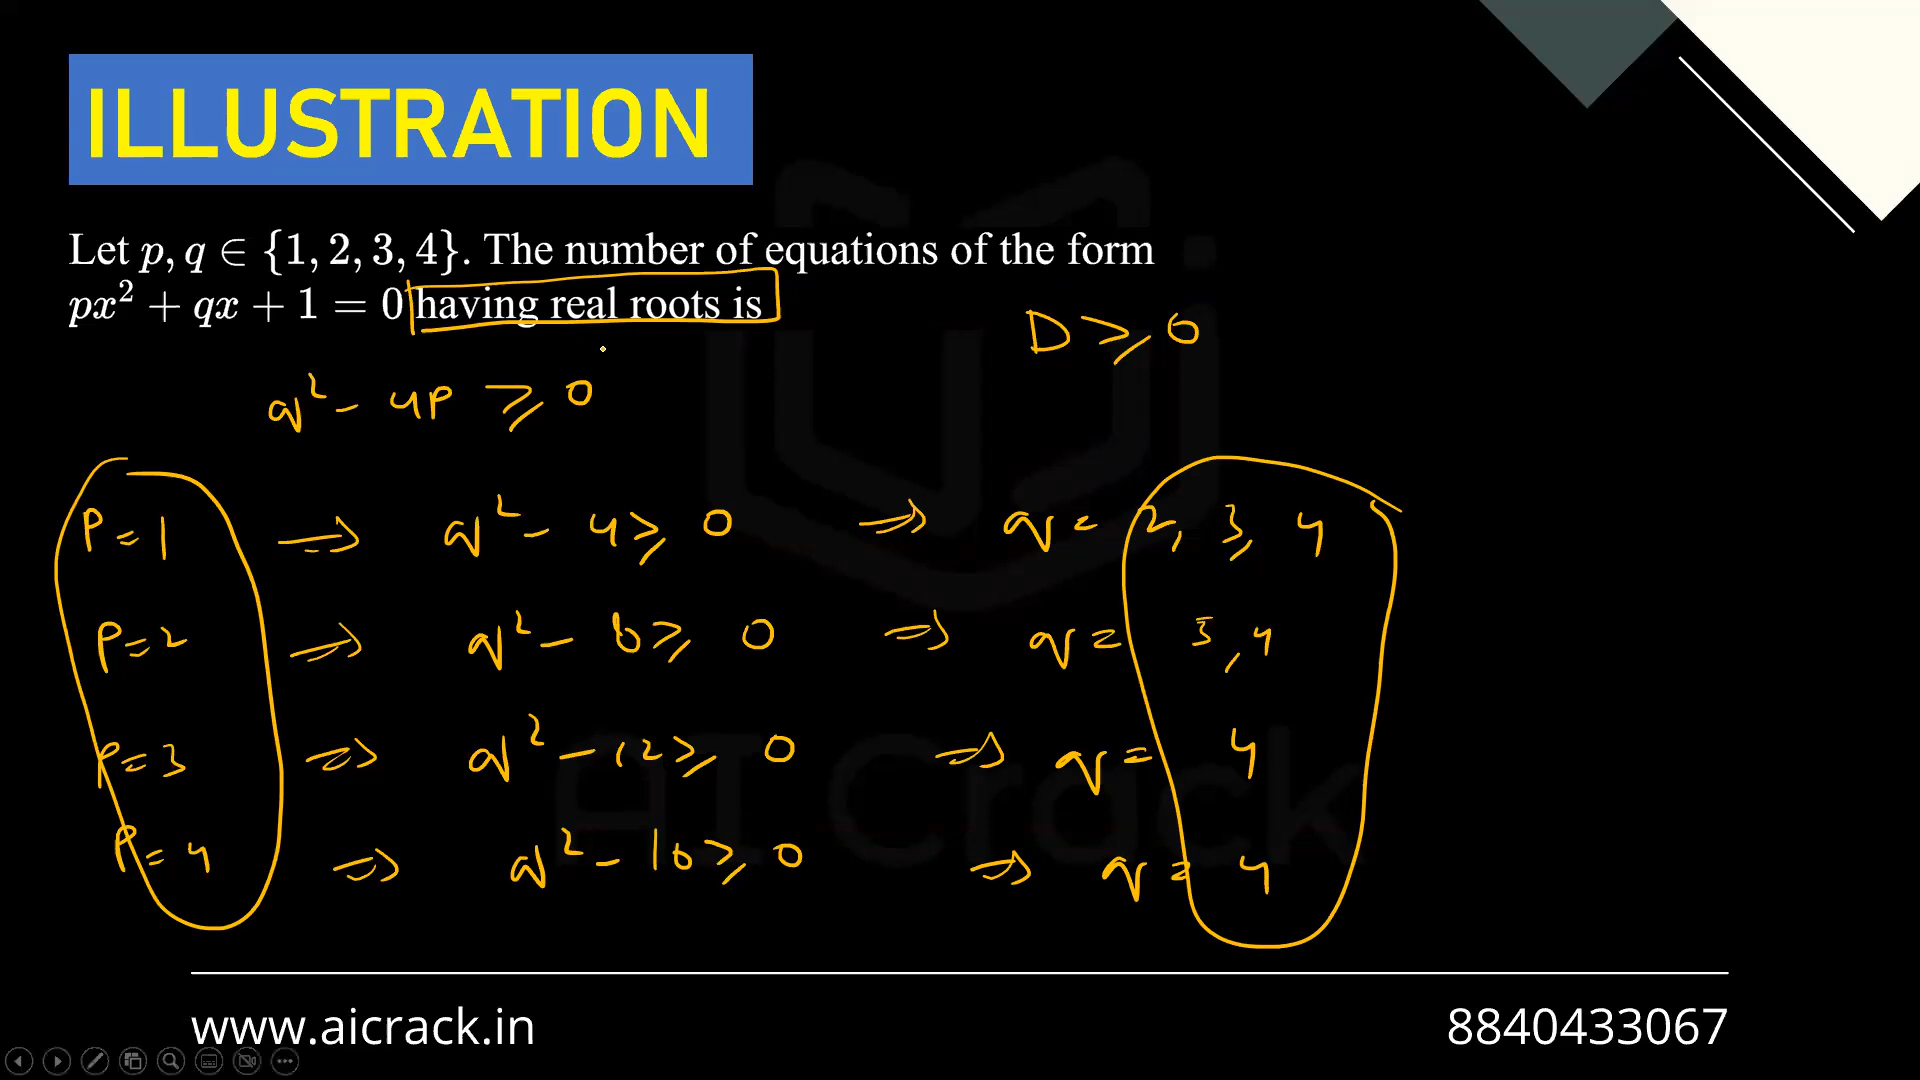 ILLUSTRATION
Let p, q ∈ {1, 2, 3, 4}. The number of equations of the form
px² + qx + 1 = 0 having real roots is
D ≥ 0
q² - 4p ≥ 0
p = 1 ⇒ q² - 4 ≥ 0 ⇒ q = 2, 3, 4
p = 2 ⇒ q² - 8 ≥ 0 ⇒ q = 3, 4
p = 3 ⇒ q² - 12 ≥ 0 ⇒ q = 4
p = 4 ⇒ q² - 16 ≥ 0 ⇒ q = 4
AI Crack
www.aicrack.in
8840433067